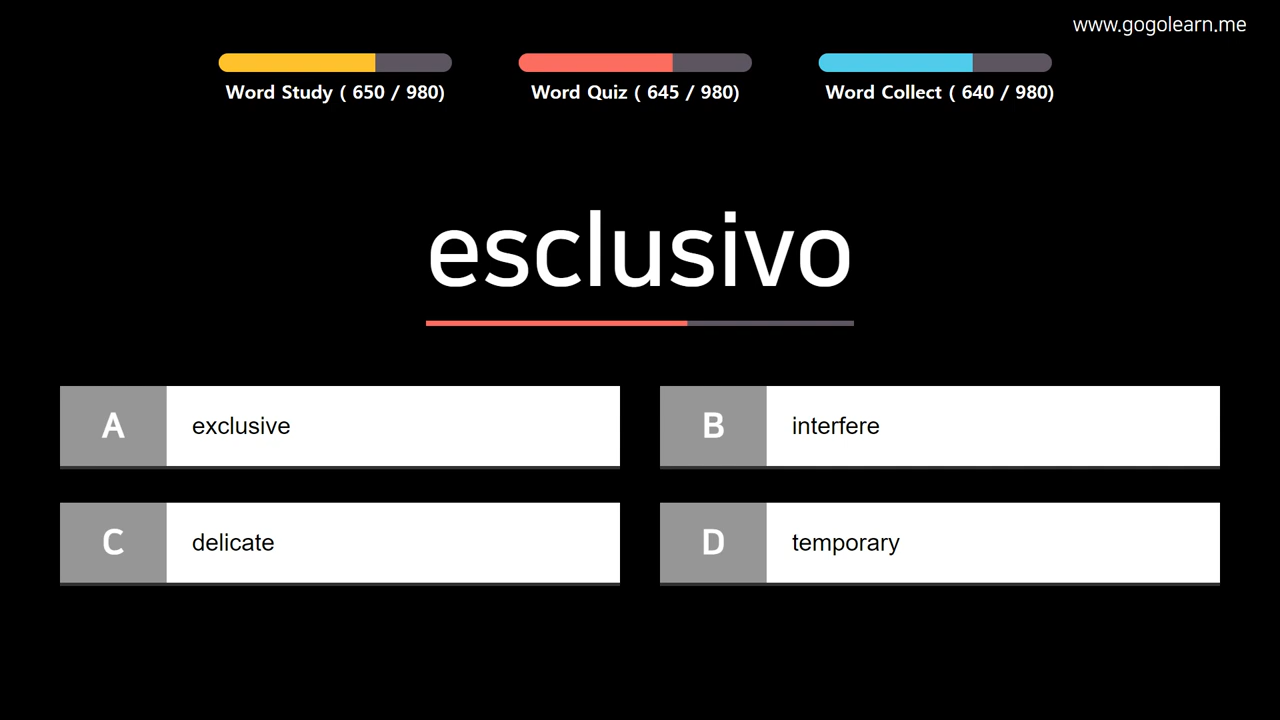 www.gogolearn.me
Word Study ( 650 / 980)
Word Quiz ( 645 / 980)
Word Collect ( 640 / 980)
esclusivo
A exclusive
B interfere
C delicate
D temporary